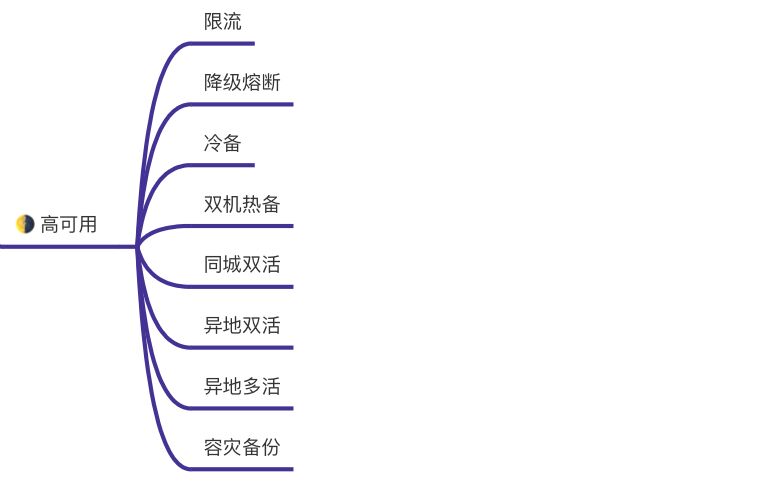 高可用
限流
降级熔断
冷备
双机热备
同城双活
异地双活
异地多活
容灾备份